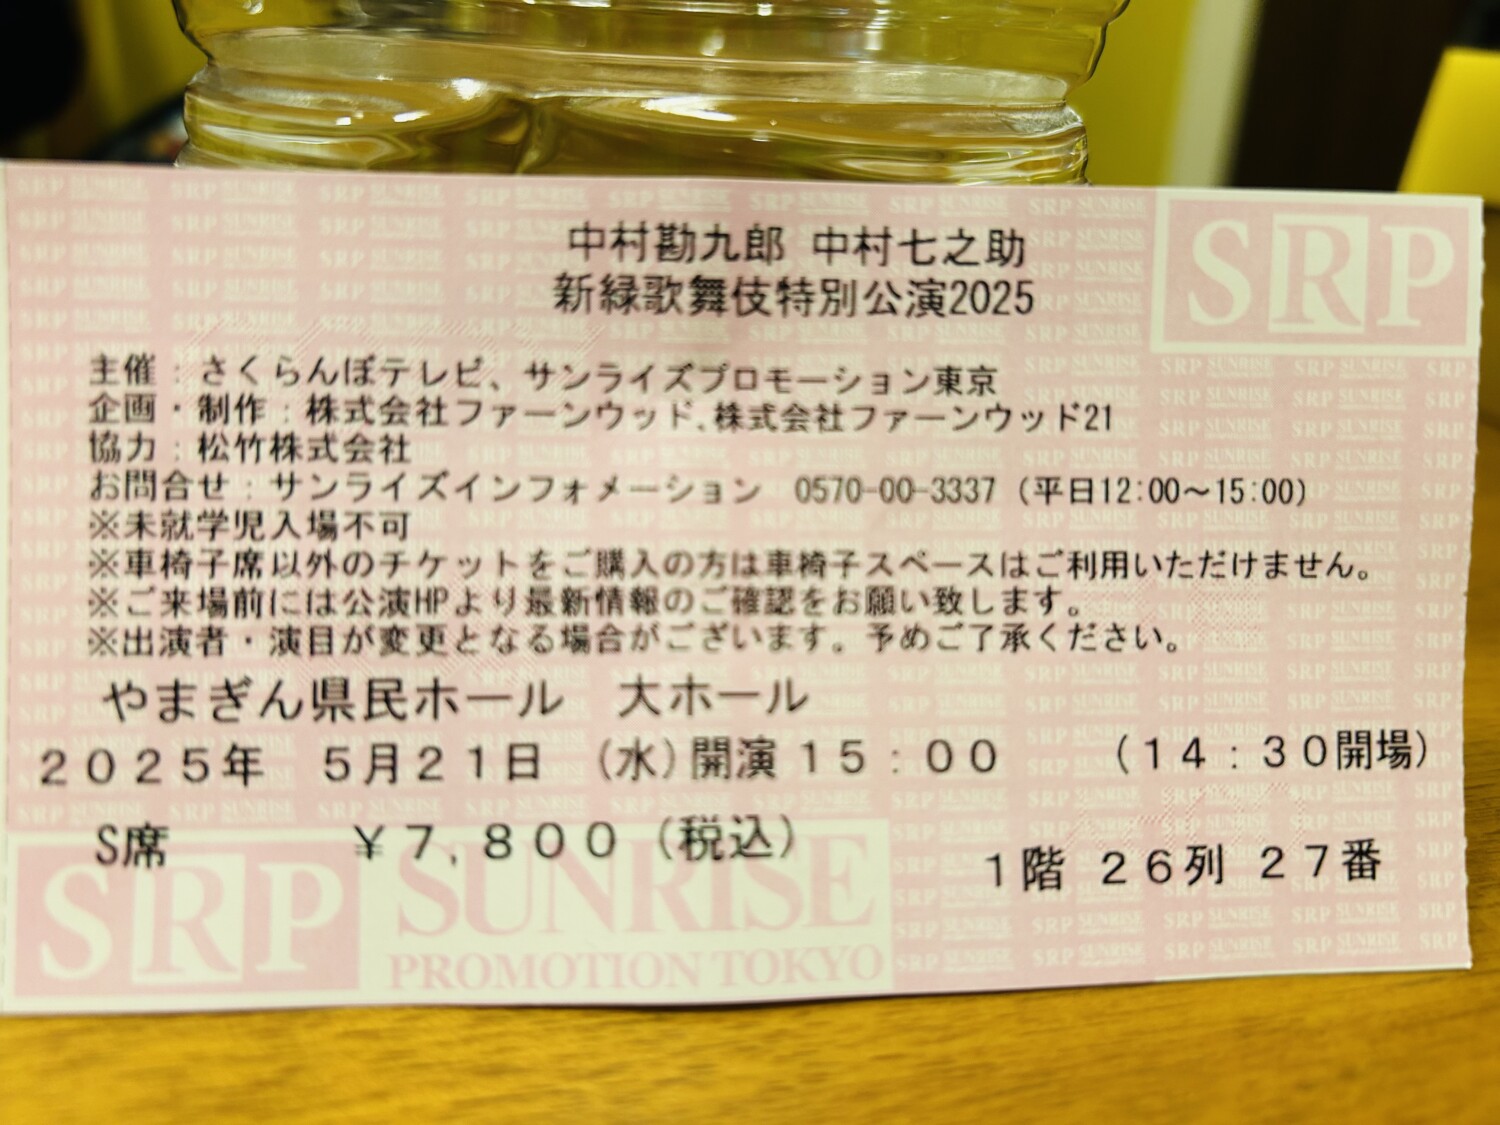 中村勘九郎 中村七之助
新緑歌舞伎特別公演2025
SRP
主催：さくらんぼテレビ、サンライズプロモーション東京
企画・制作：株式会社ファーンウッド、株式会社ファーンウッド21
協力：松竹株式会社
お問合せ：サンライズインフォメーション 0570-00-3337（平日12:00～15:00）
※未就学児入場不可
※車椅子席以外のチケットをご購入の方は車椅子スペースはご利用いただけません。
※ご来場前には公演HPより最新情報のご確認をお願い致します。
※出演者・演目が変更となる場合がございます。予めご了承ください。
やまぎん県民ホール 大ホール
２０２５年 ５月２１日 （水）開演１５：００ （１４：３０開場）
S席 ￥７,８００（税込）
１階 ２６列 ２７番
SRP SUNRISE
PROMOTION TOKYO